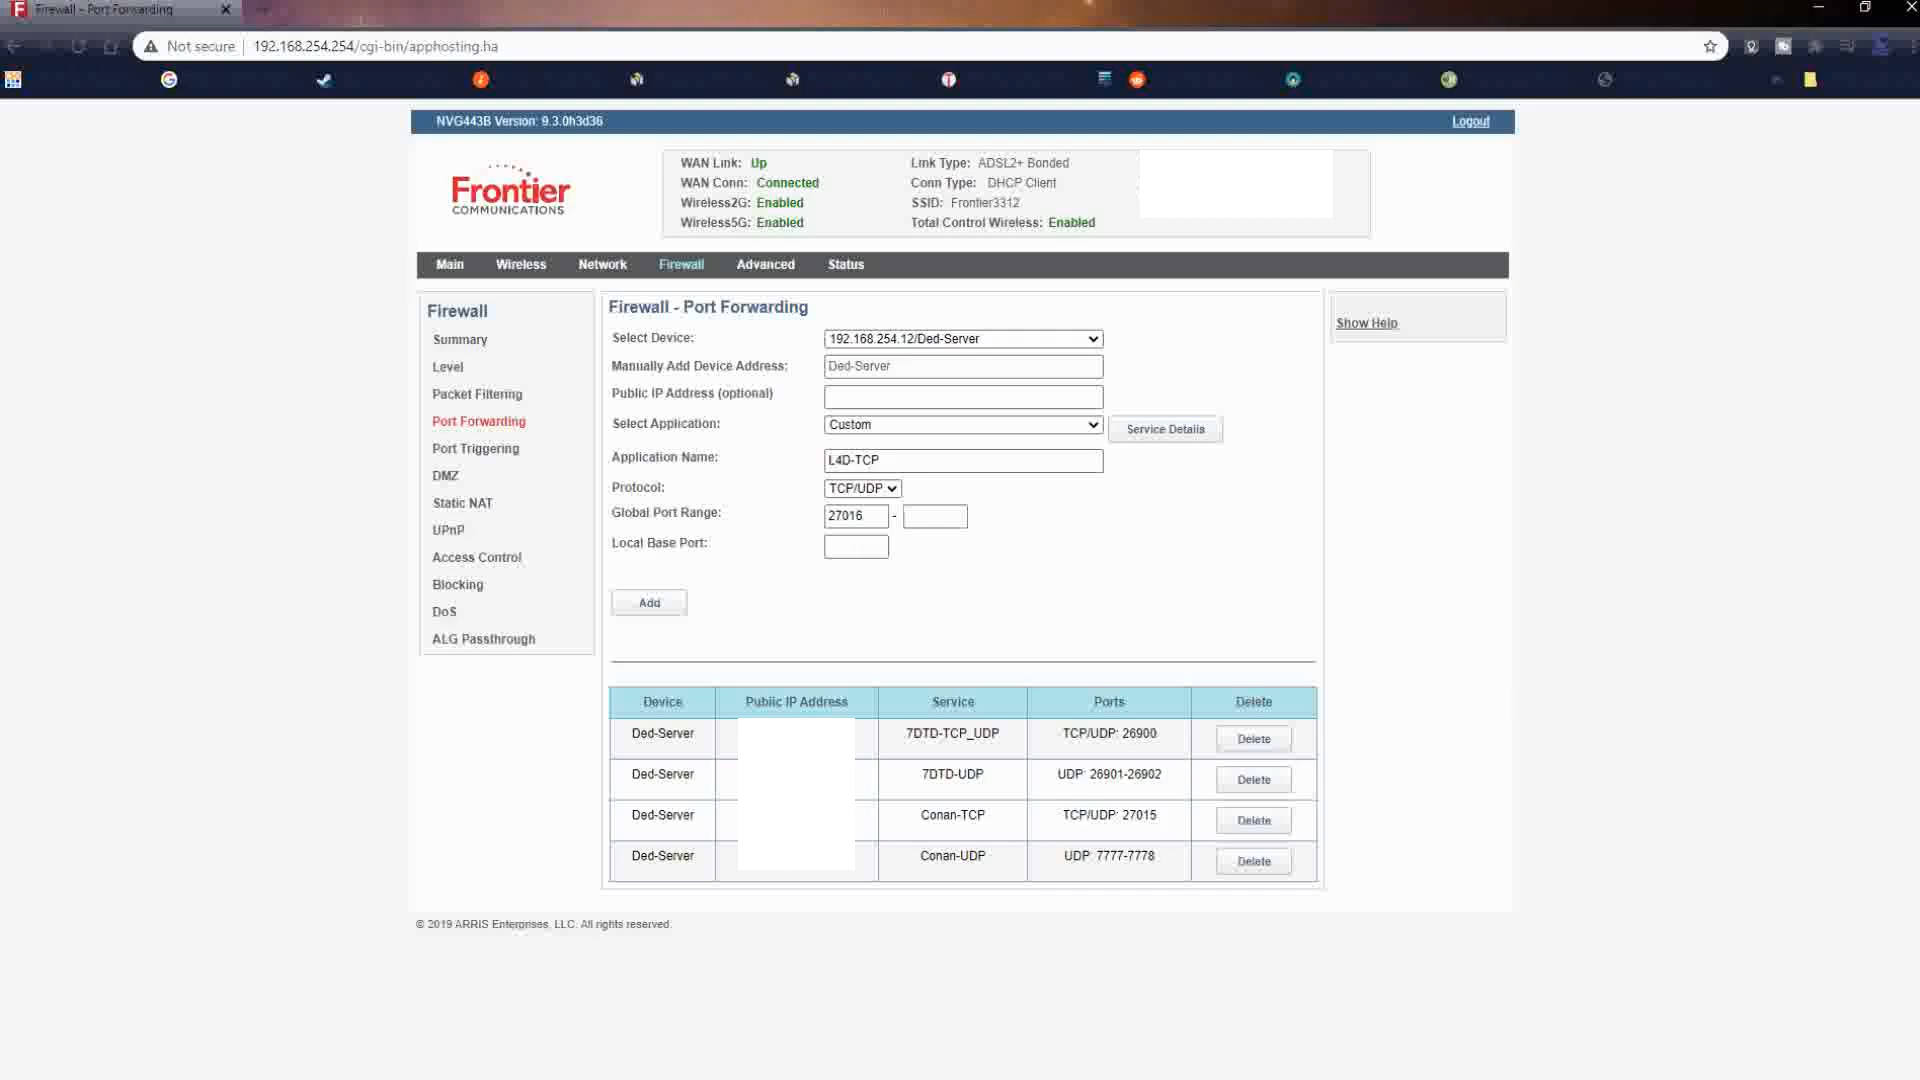 Firewall - Port Forwarding
Not secure
192.168.254.254/cgi-bin/apphosting.ha
NVG443B Version: 9.3.0h3d36
Logout
Frontier
COMMUNICATIONS
WAN Link: Up
WAN Conn: Connected
Wireless2G: Enabled
Wireless5G: Enabled
Link Type: ADSL2+ Bonded
Conn Type: DHCP Client
SSID: Frontier3312
Total Control Wireless: Enabled
Main Wireless Network Firewall Advanced Status
Firewall
Summary
Level
Packet Filtering
Port Forwarding
Port Triggering
DMZ
Static NAT
UPnP
Access Control
Blocking
DoS
ALG Passthrough
Firewall - Port Forwarding
Select Device: 192.168.254.12/Ded-Server
Manually Add Device Address: Ded-Server
Public IP Address (optional)
Select Application: Custom Service Details
Application Name: L4D-TCP
Protocol: TCP/UDP
Global Port Range: 27016 -
Local Base Port:
Add
Show Help
Device Public IP Address Service Ports Delete
Ded-Server 7DTD-TCP_UDP TCP/UDP: 26900 Delete
Ded-Server 7DTD-UDP UDP: 26901-26902 Delete
Ded-Server Conan-TCP TCP/UDP: 27015 Delete
Ded-Server Conan-UDP UDP: 7777-7778 Delete
© 2019 ARRIS Enterprises, LLC. All rights reserved.